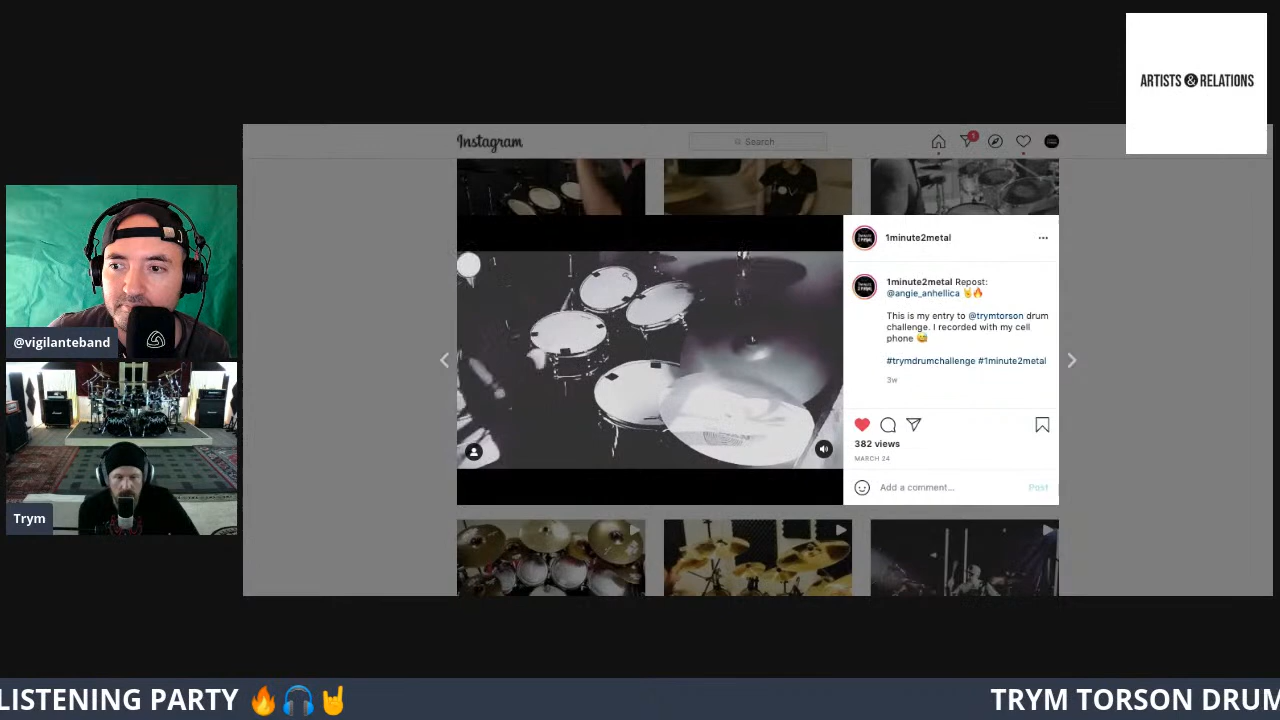 ARTISTS & RELATIONS
Instagram
Search
1
1minute2metal
1minute2metal Repost:
@angie_anhellica 🤘🔥
This is my entry to @trymtorson drum
challenge. I recorded with my cell
phone 😅
#trymdrumchallenge #1minute2metal
3w
382 views
MARCH 24
Add a comment...
Post
@vigilanteband
Trym
LISTENING PARTY 🔥🎧🤘
TRYM TORSON DRUM